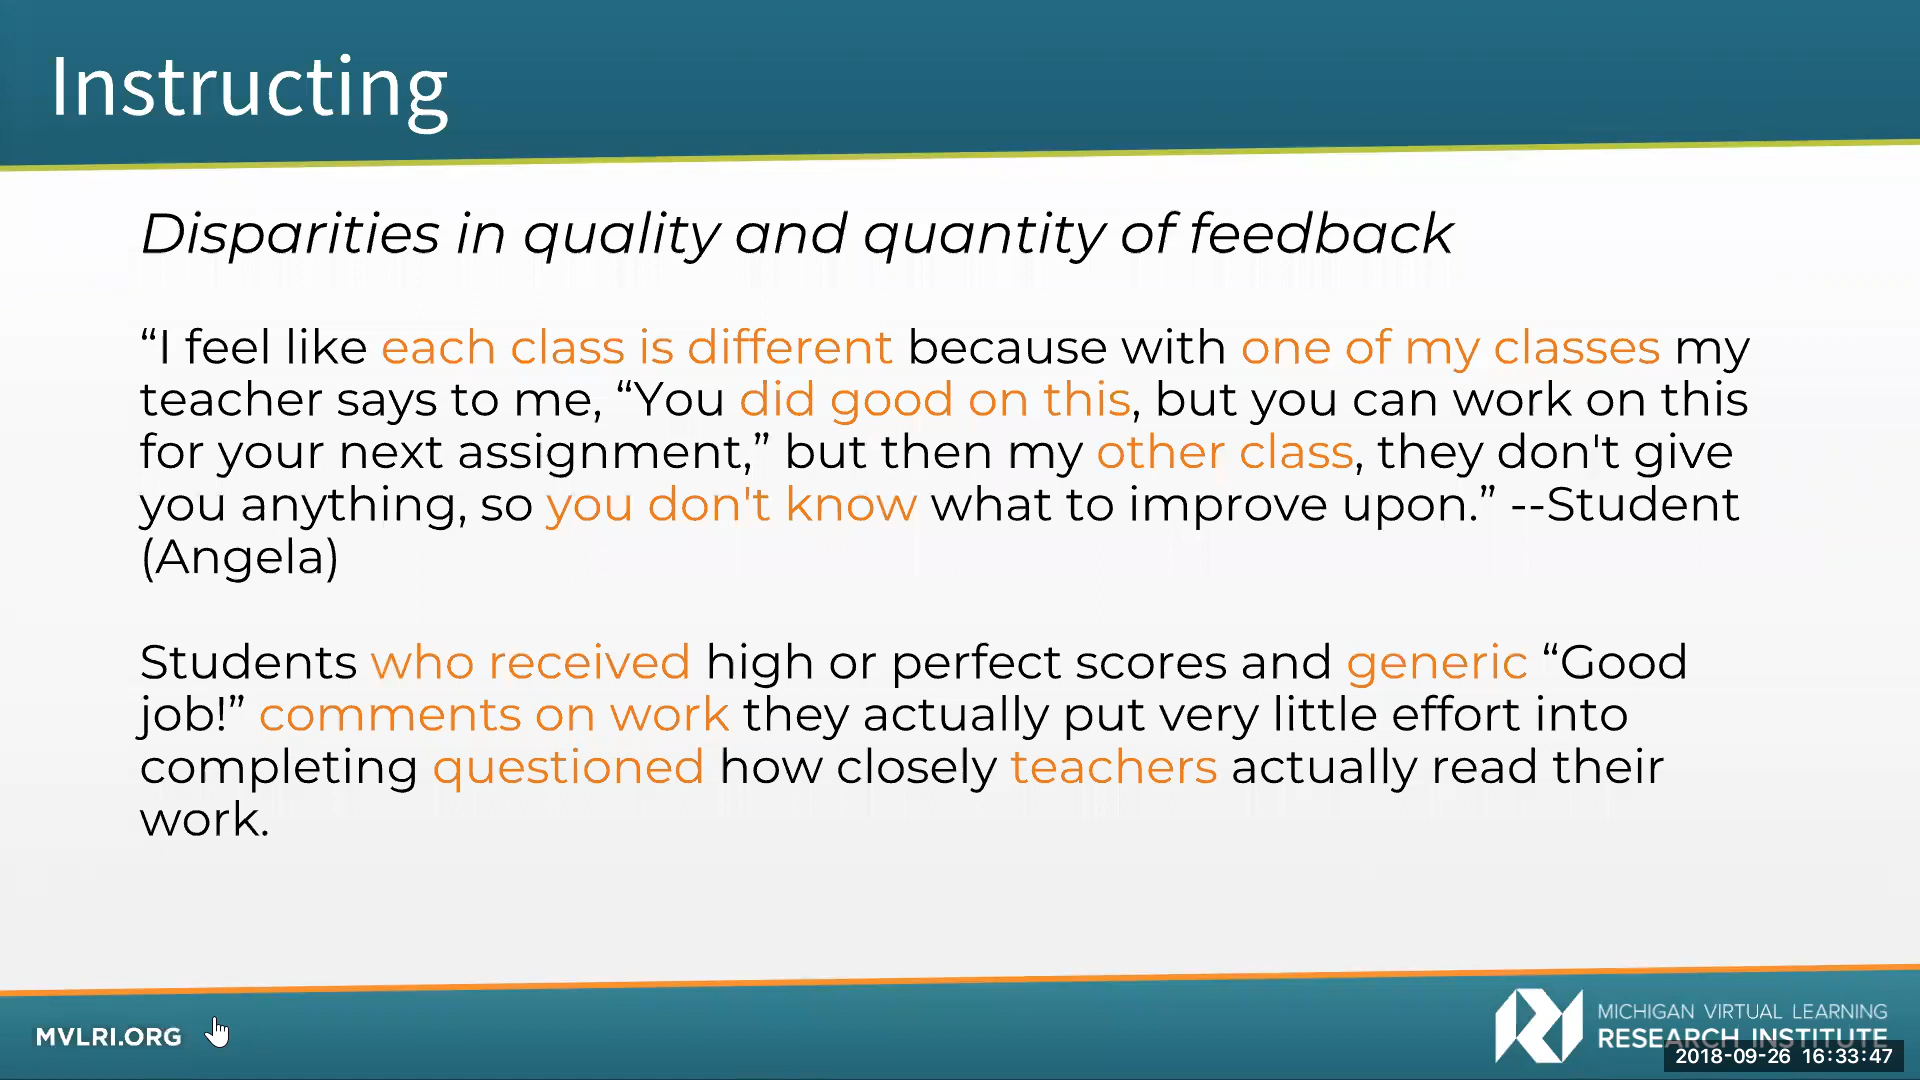 Instructing
Disparities in quality and quantity of feedback
“I feel like each class is different because with one of my classes my
teacher says to me, “You did good on this, but you can work on this
for your next assignment,” but then my other class, they don't give
you anything, so you don't know what to improve upon.” --Student
(Angela)
Students who received high or perfect scores and generic “Good
job!” comments on work they actually put very little effort into
completing questioned how closely teachers actually read their
work.
MVLRI.ORG
MICHIGAN VIRTUAL LEARNING
RESEARCH INSTITUTE
2018-09-26 16:33:47